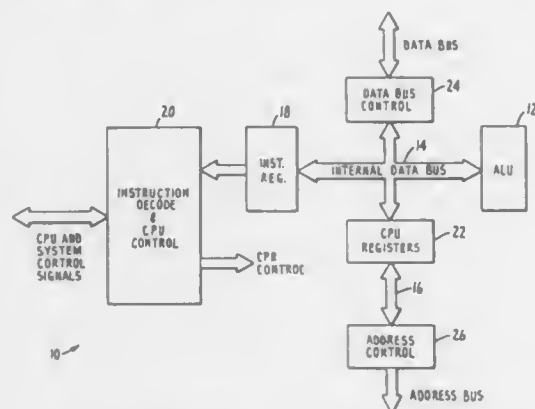 DATA BUS
20
18
DATA BUS
CONTROL
24
12
14
INST.
REG.
INTERNAL DATA BUS
ALU
INSTRUCTION
DECODE
&
CPU
CONTROL
CPU
REGISTERS
22
CPU AND
SYSTEM
CONTROL
SIGNALS
CPR
CONTROL
16
10
ADDRESS
CONTROL
26
ADDRESS BUS